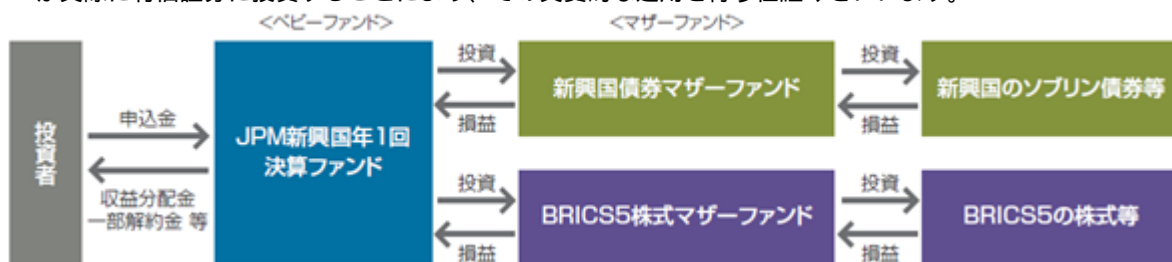 <ベビーファンド>
<マザーファンド>
投資者
申込金
収益分配金
一部解約金 等
JPM新興国年1回
決算ファンド
投資
損益
新興国債券マザーファンド
投資
損益
新興国のソブリン債券等
投資
損益
BRICS5株式マザーファンド
投資
損益
BRICS5の株式等